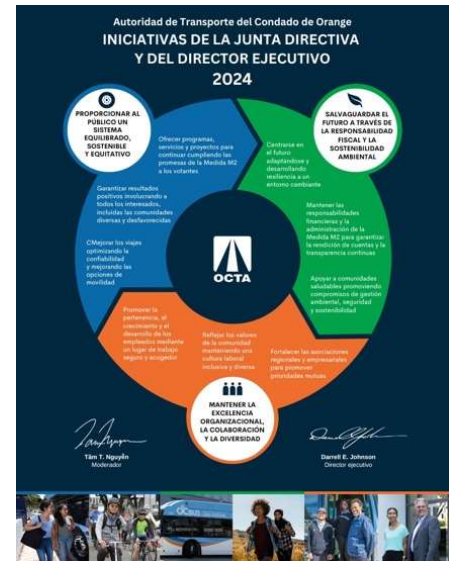 Autoridad de Transporte del Condado de Orange
INICIATIVAS DE LA JUNTA DIRECTIVA
Y DEL DIRECTOR EJECUTIVO
2024
PROPORCIONAR AL
PÚBLICO UN
SISTEMA
EQUILIBRADO,
SOSTENIBLE
Y EQUITATIVO
Ofrecer programas,
servicios y proyectos para
continuar cumpliendo las
promesas de la Medida M2
a los votantes
Garantizar resultados
positivos involucrando a
todos los interesados,
incluidas las comunidades
diversas y desfavorecidas
CMejorar los viajes
optimizando la
confiabilidad
y mejorando las
opciones de
movilidad
SALVAGUARDAR EL
FUTURO A TRAVÉS DE
LA RESPONSABILIDAD
FISCAL Y LA
SOSTENIBILIDAD
AMBIENTAL
Centrarse en
el futuro
adaptándose y
desarrollando
resiliencia a un
entorno cambiante
Mantener las
responsabilidades
financieras y la
administración de la
Medida M2 para garantizar
la rendición de cuentas y la
transparencia continuas
Apoyar a comunidades
saludables promoviendo
compromisos de gestión
ambiental, seguridad
y sostenibilidad
OCTA
Promover la
pertenencia, el
crecimiento y el
desarrollo de los
empleados mediante
un lugar de trabajo
seguro y acogedor
Reflejar los valores
de la comunidad
manteniendo una
cultura laboral
inclusiva y diversa
Fortalecer las asociaciones
regionales y empresariales
para promover
prioridades mutuas
MANTENER LA
EXCELENCIA
ORGANIZACIONAL,
LA COLABORACIÓN
Y LA DIVERSIDAD
Tâm T. Nguyễn
Moderador
Darrell E. Johnson
Director ejecutivo